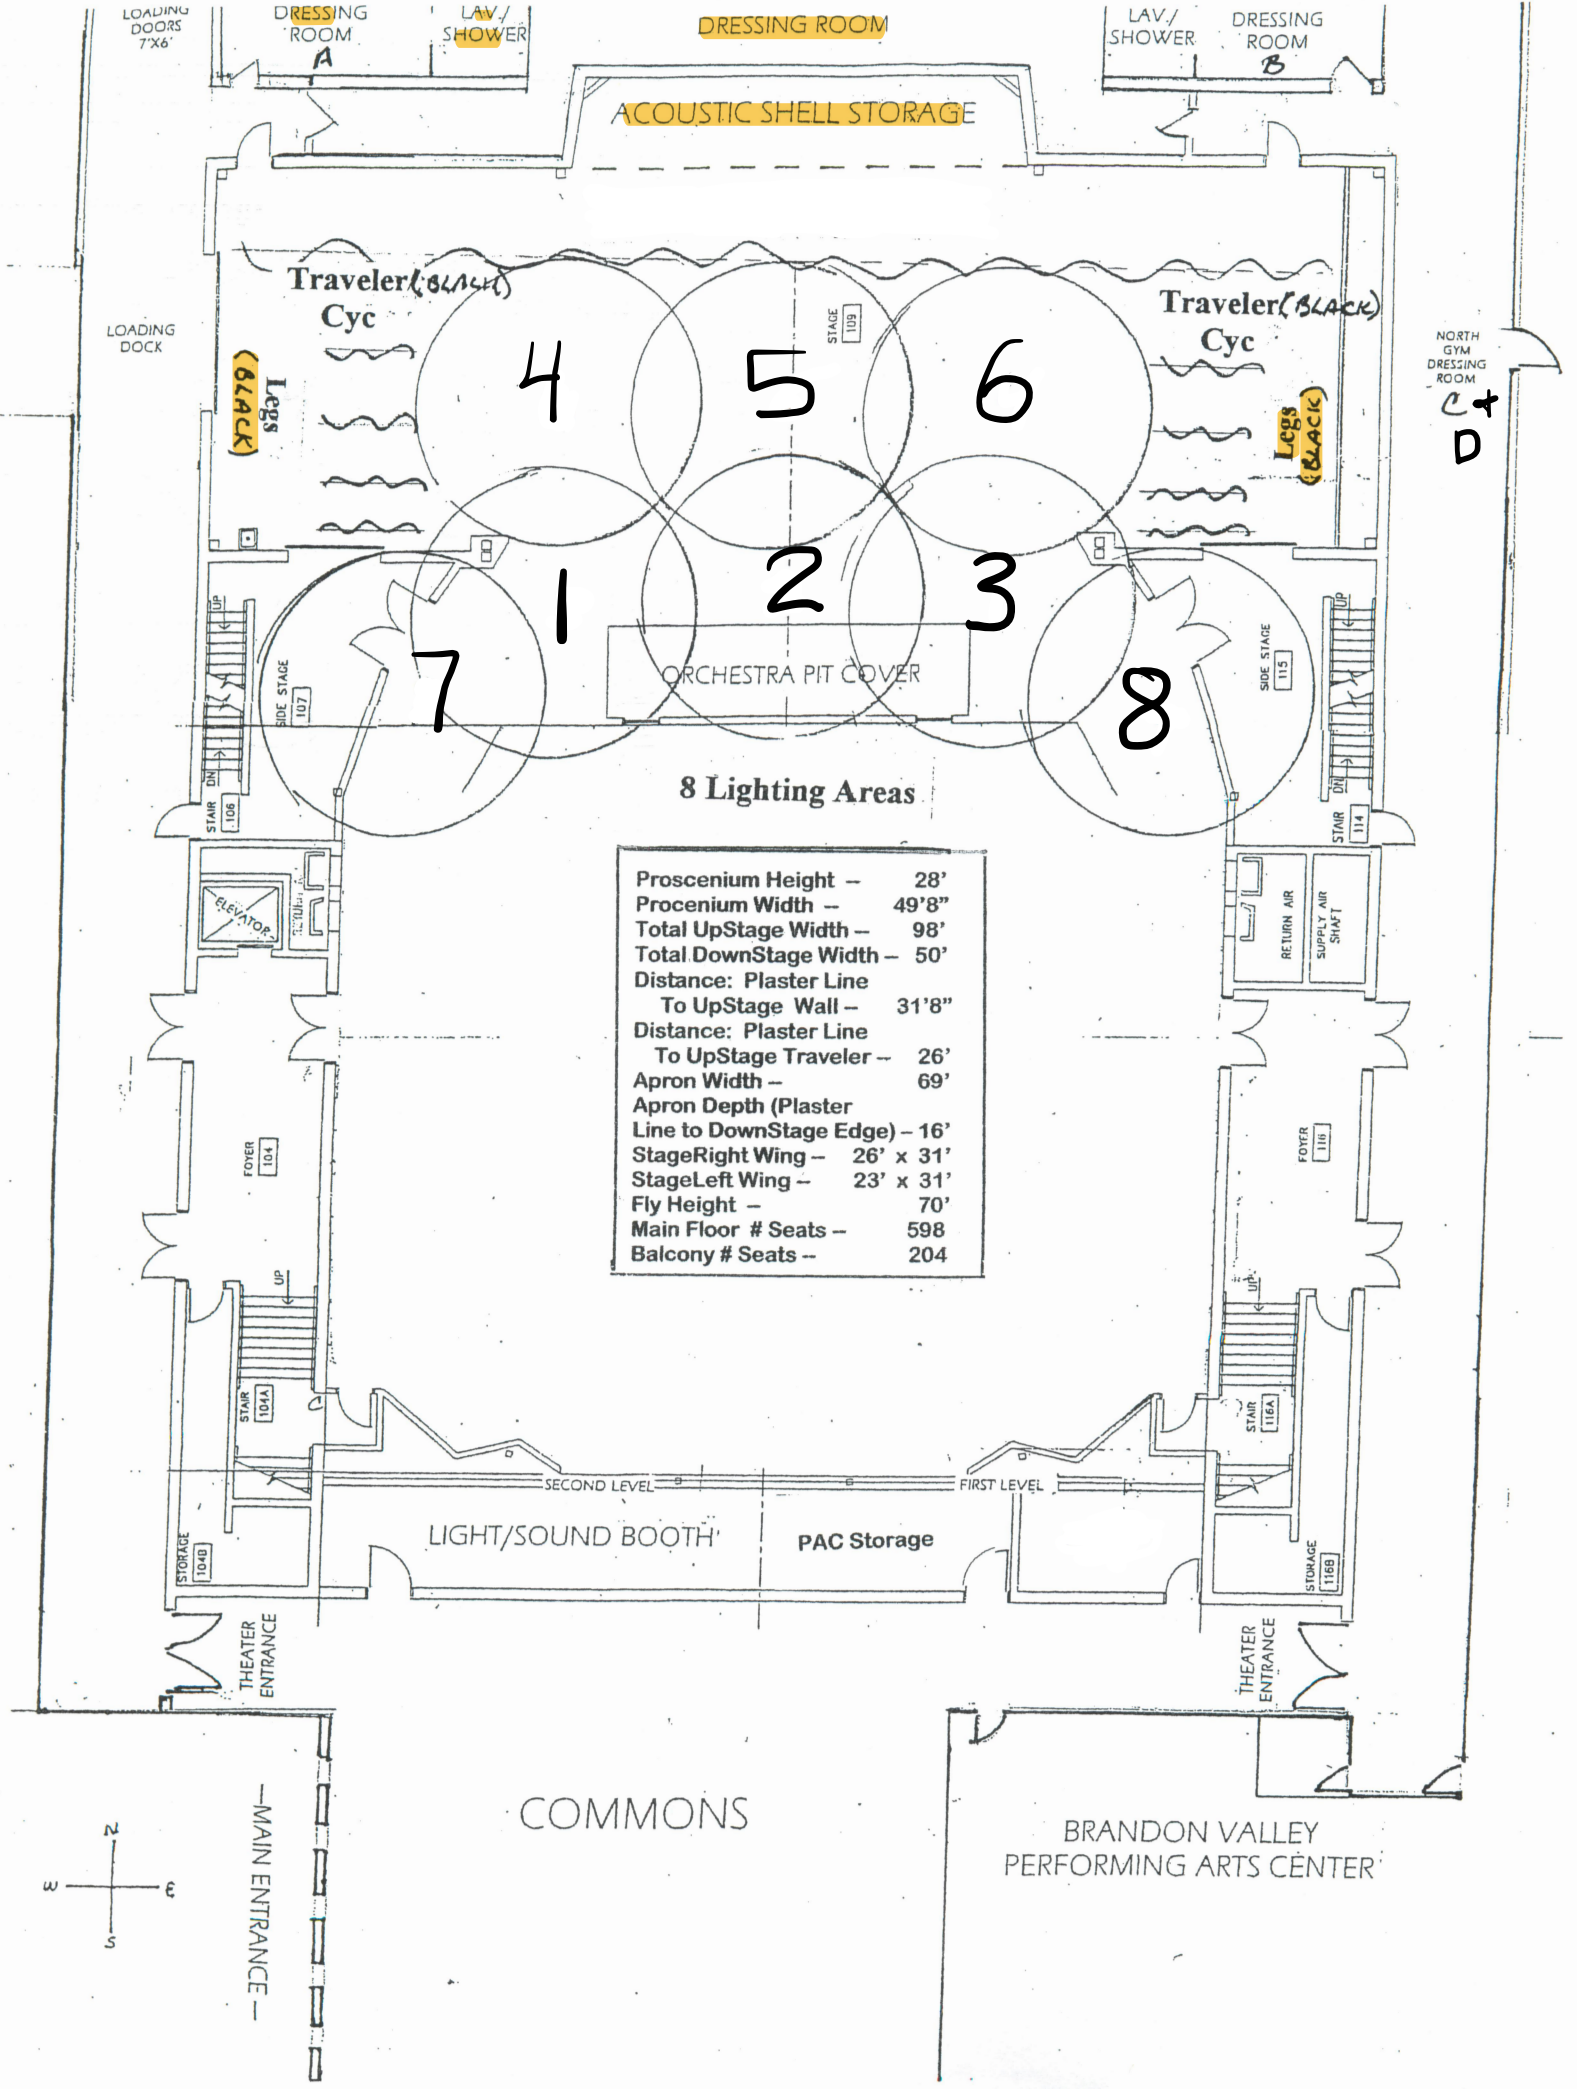 LOADING
DOORS
7'X6'
DRESSING
ROOM
A
LAV./
SHOWER
DRESSING ROOM
LAV./
SHOWER
DRESSING
ROOM
B
ACOUSTIC SHELL STORAGE
Traveler (BLACK)
Cyc
Traveler (BLACK)
Cyc
STAGE
109
LOADING
DOCK
NORTH
GYM
DRESSING
ROOM
C +
D
Legs
(BLACK)
Legs
(BLACK)
4
5
6
1
2
3
7
8
UP
UP
SIDE STAGE
107
SIDE STAGE
115
ORCHESTRA PIT COVER
DN
DN
STAIR
106
STAIR
114
8 Lighting Areas
ELEVATOR
RETURN AIR
SUPPLY AIR
SHAFT
Proscenium Height – 28'
Procenium Width – 49'8"
Total UpStage Width – 98'
Total DownStage Width – 50'
Distance: Plaster Line
To UpStage Wall – 31'8"
Distance: Plaster Line
To UpStage Traveler – 26'
Apron Width – 69'
Apron Depth (Plaster
Line to DownStage Edge) – 16'
StageRight Wing – 26' x 31'
StageLeft Wing – 23' x 31'
Fly Height – 70'
Main Floor # Seats – 598
Balcony # Seats – 204
FOYER
104
FOYER
116
UP
UP
STAIR
104A
STAIR
116A
SECOND LEVEL
FIRST LEVEL
LIGHT/SOUND BOOTH
PAC Storage
STORAGE
104B
STORAGE
116B
THEATER
ENTRANCE
THEATER
ENTRANCE
—MAIN ENTRANCE—
COMMONS
BRANDON VALLEY
PERFORMING ARTS CENTER
N
W
E
S